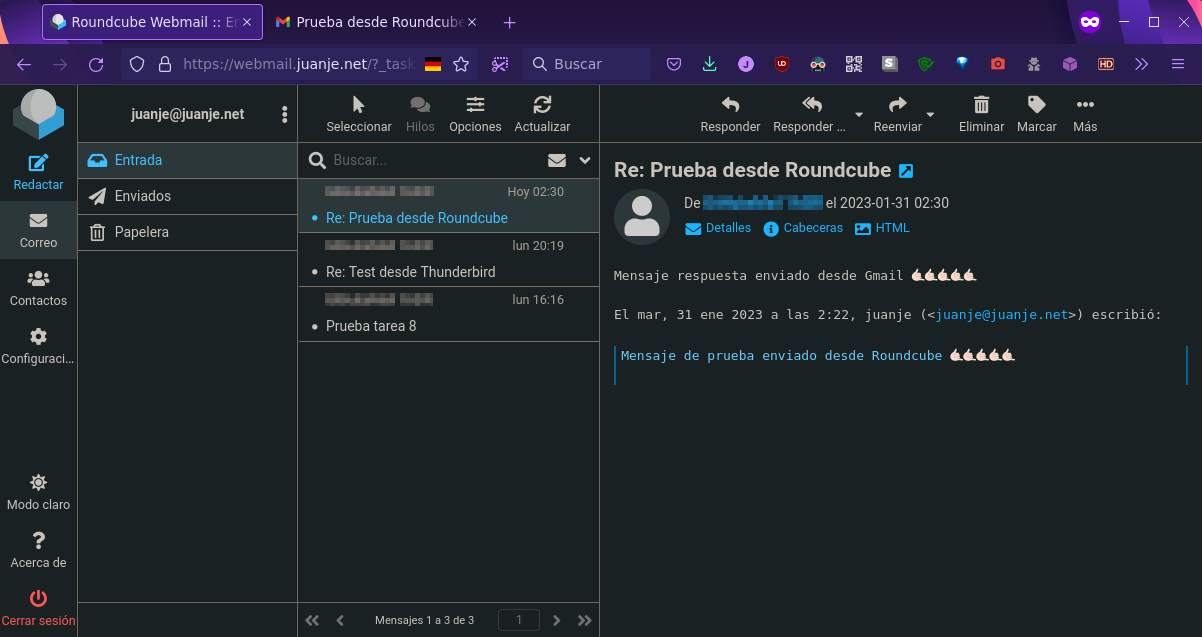 Roundcube Webmail :: En
Prueba desde Roundcube
https://webmail.juanje.net/?_task
Buscar
juanje@juanje.net
Seleccionar
Hilos
Opciones
Actualizar
Responder
Responder ...
Reenviar
Eliminar
Marcar
Más
Redactar
Correo
Contactos
Configuraci...
Modo claro
Acerca de
Cerrar sesión
Entrada
Enviados
Papelera
Buscar...
Hoy 02:30
Re: Prueba desde Roundcube
lun 20:19
Re: Test desde Thunderbird
lun 16:16
Prueba tarea 8
Mensajes 1 a 3 de 3
1
Re: Prueba desde Roundcube
De el 2023-01-31 02:30
Detalles
Cabeceras
HTML
Mensaje respuesta enviado desde Gmail 🤙🏻🤙🏻🤙🏻🤙🏻🤙🏻
El mar, 31 ene 2023 a las 2:22, juanje (<juanje@juanje.net>) escribió:
Mensaje de prueba enviado desde Roundcube 🤙🏻🤙🏻🤙🏻🤙🏻🤙🏻
J
UD
S
HD